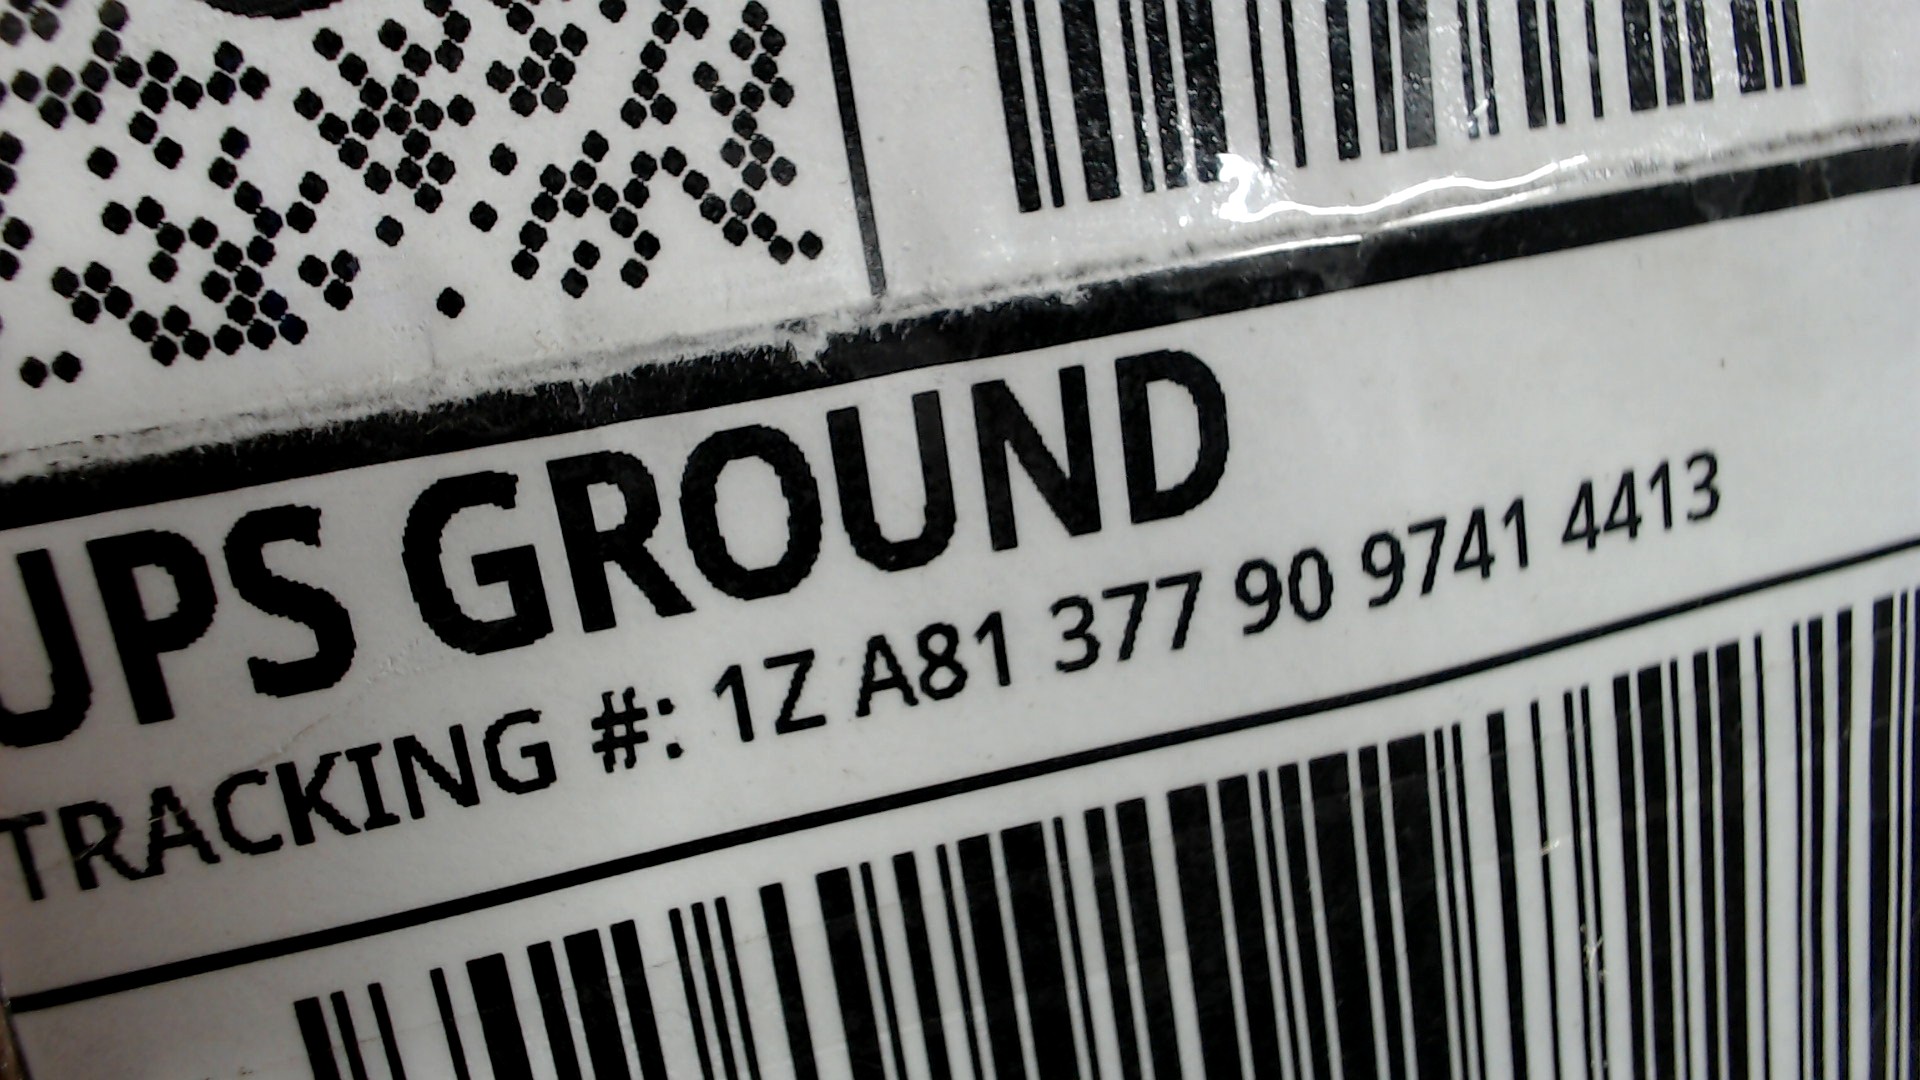 UPS GROUND
TRACKING #: 1Z A81 377 90 9741 4413